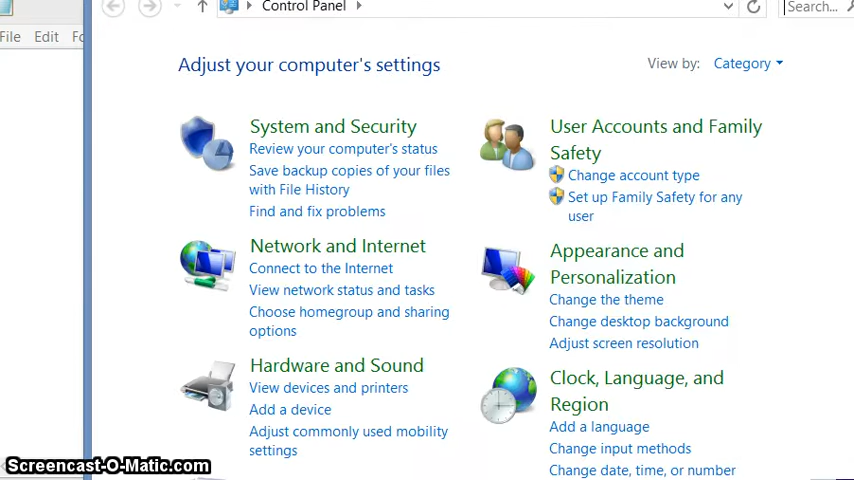 Control Panel
Search...
File Edit
Adjust your computer's settings
View by: Category
System and Security
Review your computer's status
Save backup copies of your files
with File History
Find and fix problems
Network and Internet
Connect to the Internet
View network status and tasks
Choose homegroup and sharing
options
Hardware and Sound
View devices and printers
Add a device
Adjust commonly used mobility
settings
User Accounts and Family
Safety
Change account type
Set up Family Safety for any
user
Appearance and
Personalization
Change the theme
Change desktop background
Adjust screen resolution
Clock, Language, and
Region
Add a language
Change input methods
Change date, time, or number
Screencast-O-Matic.com